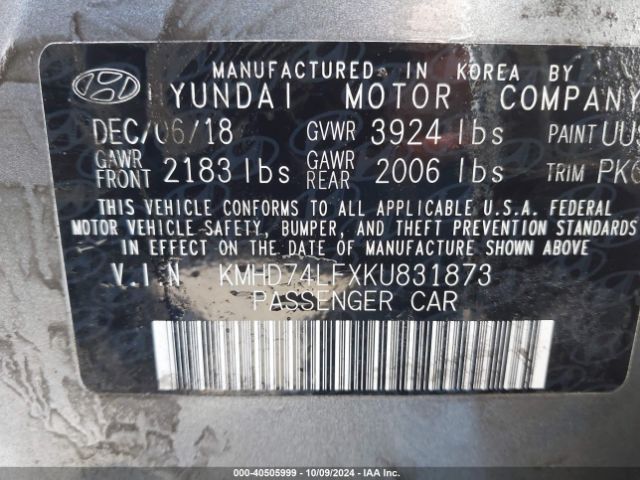 MANUFACTURED IN KOREA BY
HYUNDAI MOTOR COMPANY
DEC/06/18 GVWR 3924 lbs PAINT
GAWR FRONT 2183 lbs GAWR REAR 2006 lbs TRIM
THIS VEHICLE CONFORMS TO ALL APPLICABLE U.S.A. FEDERAL
MOTOR VEHICLE SAFETY, BUMPER, AND THEFT PREVENTION STANDARDS
IN EFFECT ON THE DATE OF MANUFACTURE SHOWN ABOVE
V.I.N KMHD74LFXKU831873
PASSENGER CAR
000-40505999 | 10/09/2024 - IAA Inc.